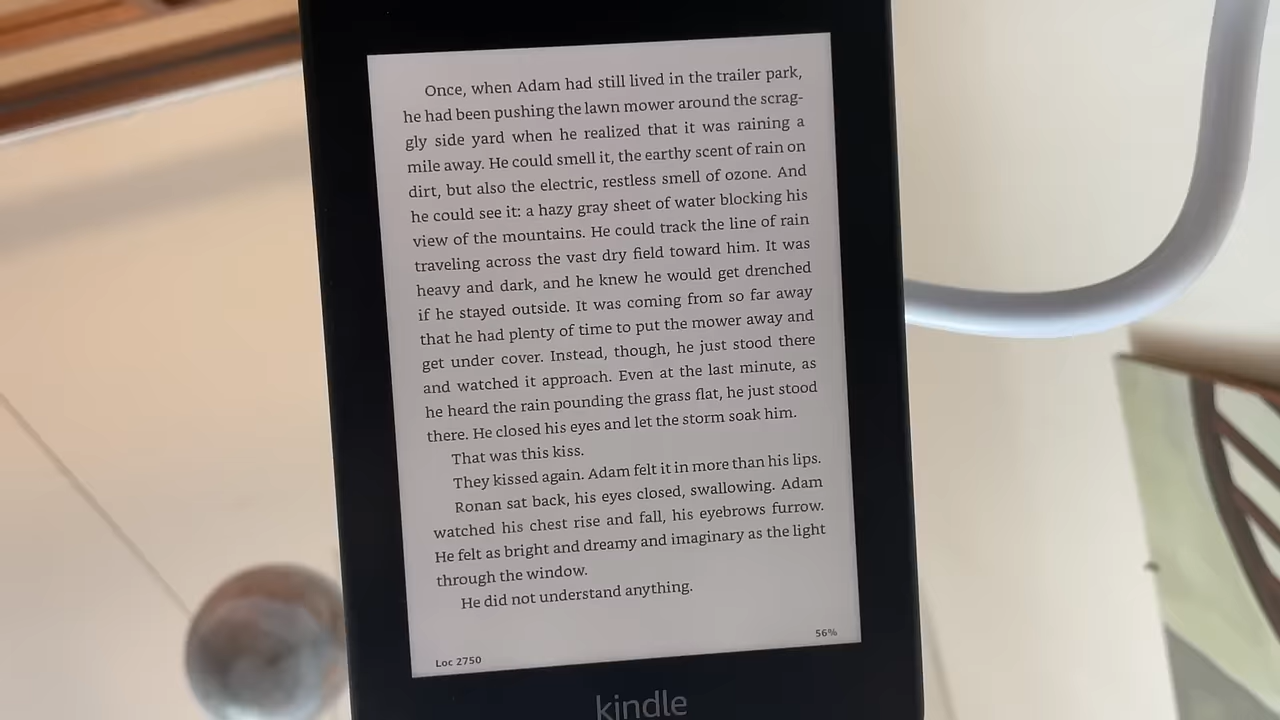 Once, when Adam had still lived in the trailer park,
he had been pushing the lawn mower around the scrag-
gly side yard when he realized that it was raining a
mile away. He could smell it, the earthy scent of rain on
dirt, but also the electric, restless smell of ozone. And
he could see it: a hazy gray sheet of water blocking his
view of the mountains. He could track the line of rain
traveling across the vast dry field toward him. It was
heavy and dark, and he knew he would get drenched
if he stayed outside. It was coming from so far away
that he had plenty of time to put the mower away and
get under cover. Instead, though, he just stood there
and watched it approach. Even at the last minute, as
he heard the rain pounding the grass flat, he just stood
there. He closed his eyes and let the storm soak him.
That was this kiss.
They kissed again. Adam felt it in more than his lips.
Ronan sat back, his eyes closed, swallowing. Adam
watched his chest rise and fall, his eyebrows furrow.
He felt as bright and dreamy and imaginary as the light
through the window.
He did not understand anything.
Loc 2750
56%
kindle